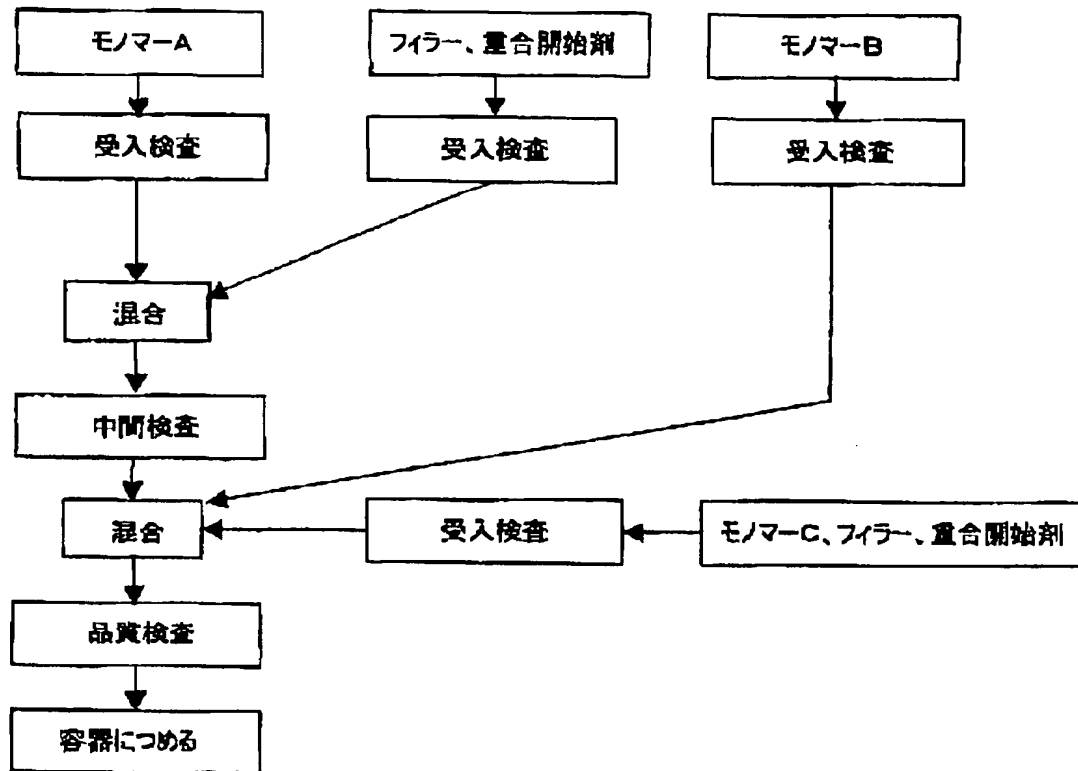 モノマーA
フィラー、重合開始剤
モノマーB
受入検査
受入検査
受入検査
混合
中間検査
混合
受入検査
モノマーC、フィラー、重合開始剤
品質検査
容器につめる